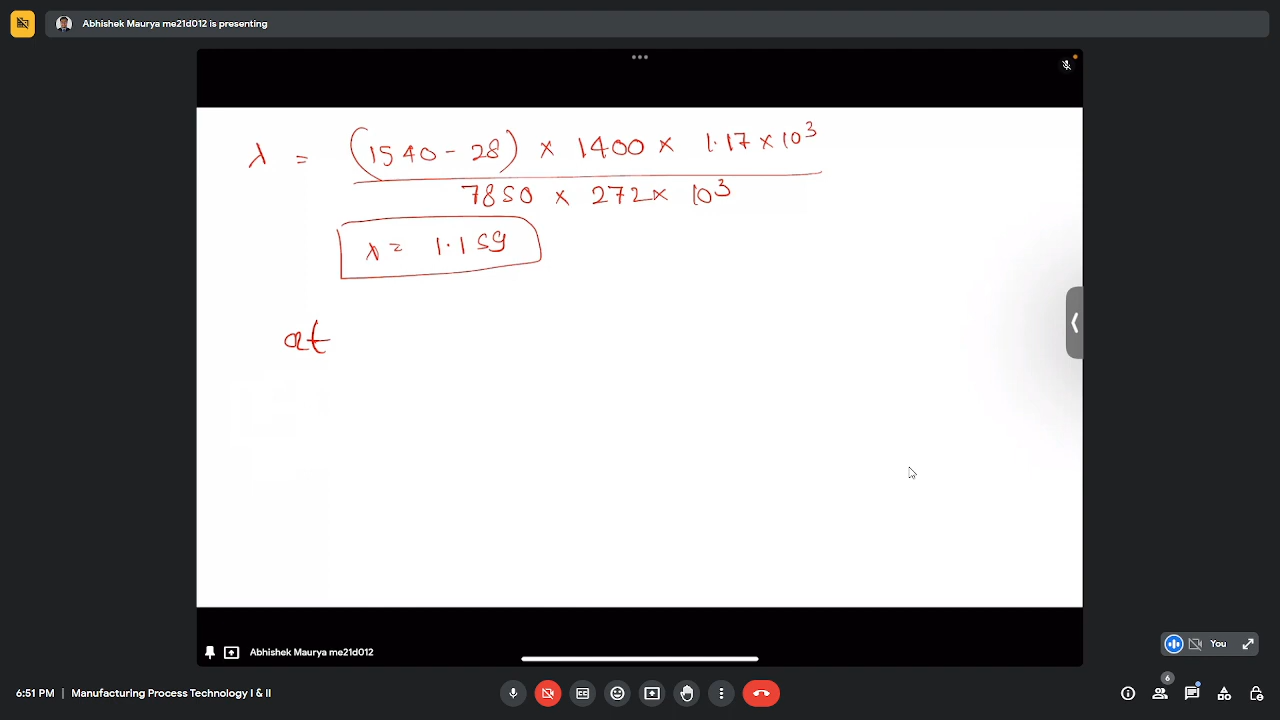 Abhishek Maurya me21d012 is presenting
λ = (1540 - 28) × 1400 × 1.17 × 10³
7850 × 272 × 10³
λ = 1.159
at
Abhishek Maurya me21d012
You
6
6:51 PM | Manufacturing Process Technology I & II